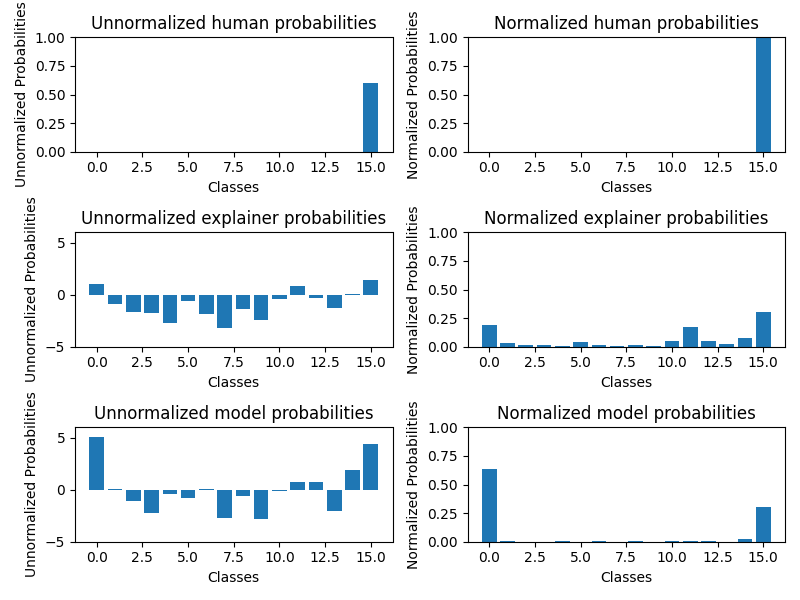 Unnormalized human probabilities
Unnormalized Probabilities
1.00
0.75
0.50
0.25
0.00
0.0 2.5 5.0 7.5 10.0 12.5 15.0
Classes
Normalized human probabilities
Normalized Probabilities
1.00
0.75
0.50
0.25
0.00
0.0 2.5 5.0 7.5 10.0 12.5 15.0
Classes
Unnormalized explainer probabilities
Unnormalized Probabilities
5
0
−5
0.0 2.5 5.0 7.5 10.0 12.5 15.0
Classes
Normalized explainer probabilities
Normalized Probabilities
1.00
0.75
0.50
0.25
0.00
0.0 2.5 5.0 7.5 10.0 12.5 15.0
Classes
Unnormalized model probabilities
Unnormalized Probabilities
5
0
−5
0.0 2.5 5.0 7.5 10.0 12.5 15.0
Classes
Normalized model probabilities
Normalized Probabilities
1.00
0.75
0.50
0.25
0.00
0.0 2.5 5.0 7.5 10.0 12.5 15.0
Classes